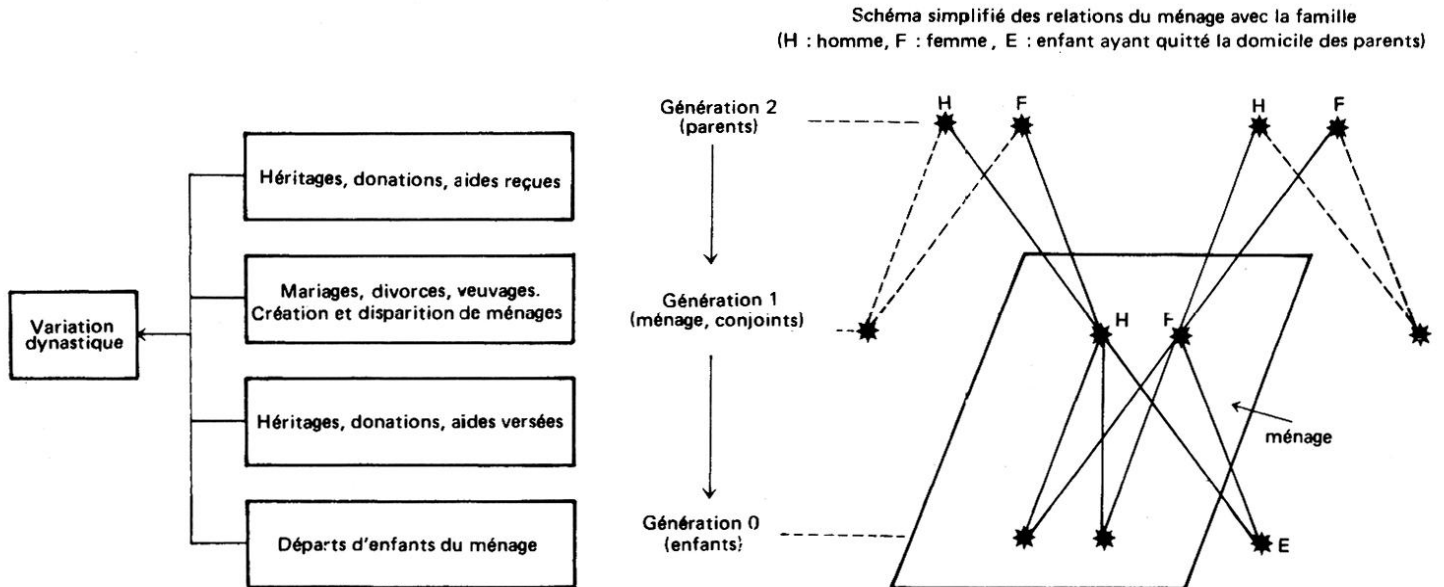 Schéma simplifié des relations du ménage avec la famille
(H : homme, F : femme, E : enfant ayant quitté la domicile des parents)
Variation
dynastique
Héritages, donations, aides reçues
Mariages, divorces, veuvages.
Création et disparition de ménages
Héritages, donations, aides versées
Départs d'enfants du ménage
Génération 2
(parents)
Génération 1
(ménage, conjoints)
Génération 0
(enfants)
H
F
H
F
H
F
ménage
E